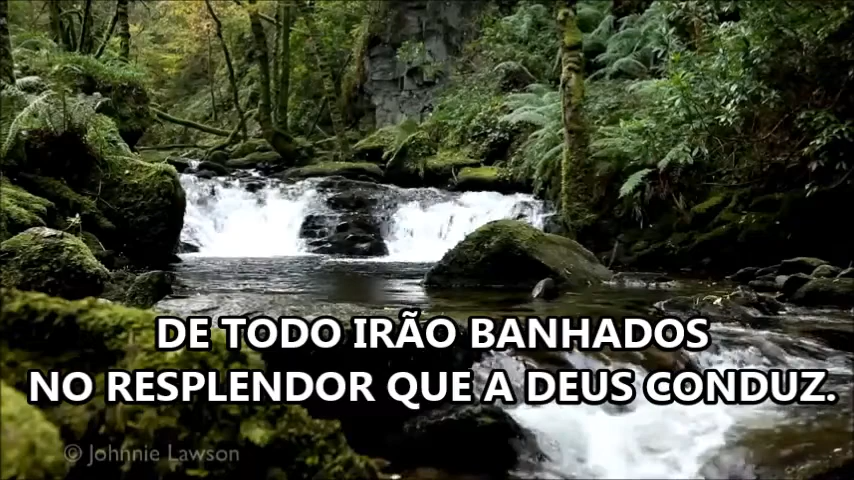 DE TODO IRÃO BANHADOS
NO RESPLENDOR QUE A DEUS CONDUZ.
© Johnnie Lawson